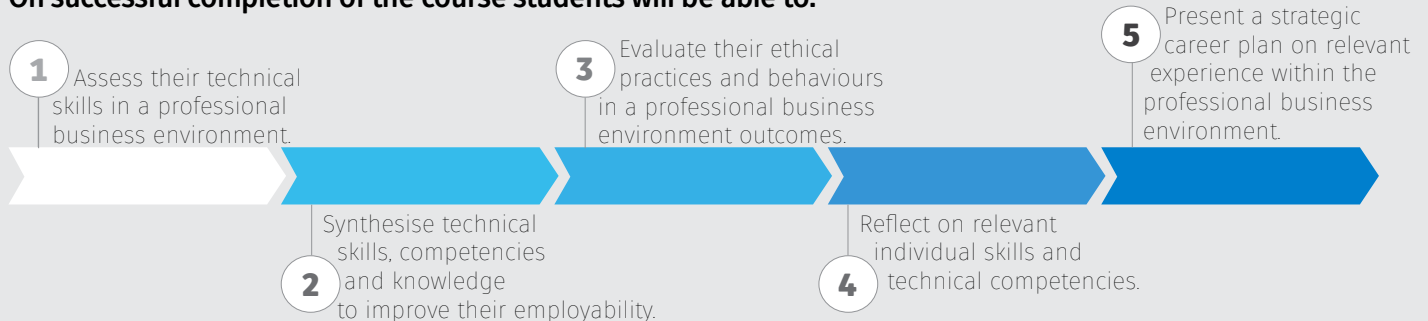 On successful completion of the course students will be able to:
1
Assess their technical
skills in a professional
business environment.
2
Synthesise technical
skills, competencies
and knowledge
to improve their employability.
3
Evaluate their ethical
practices and behaviours
in a professional business
environment outcomes.
4
Reflect on relevant
individual skills and
technical competencies.
5
Present a strategic
career plan on relevant
experience within the
professional business
environment.